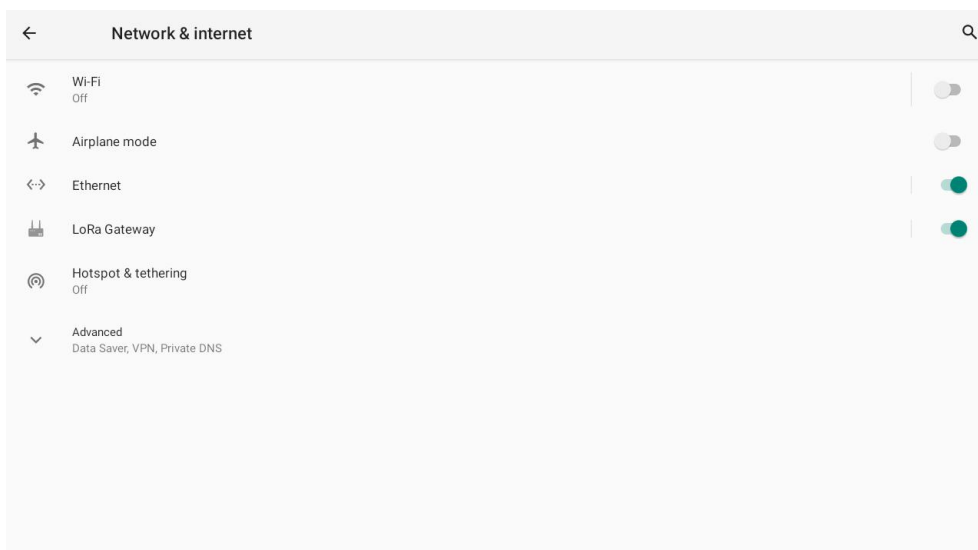 Network & internet
Wi-Fi
Off
Airplane mode
Ethernet
LoRa Gateway
Hotspot & tethering
Off
Advanced
Data Saver, VPN, Private DNS